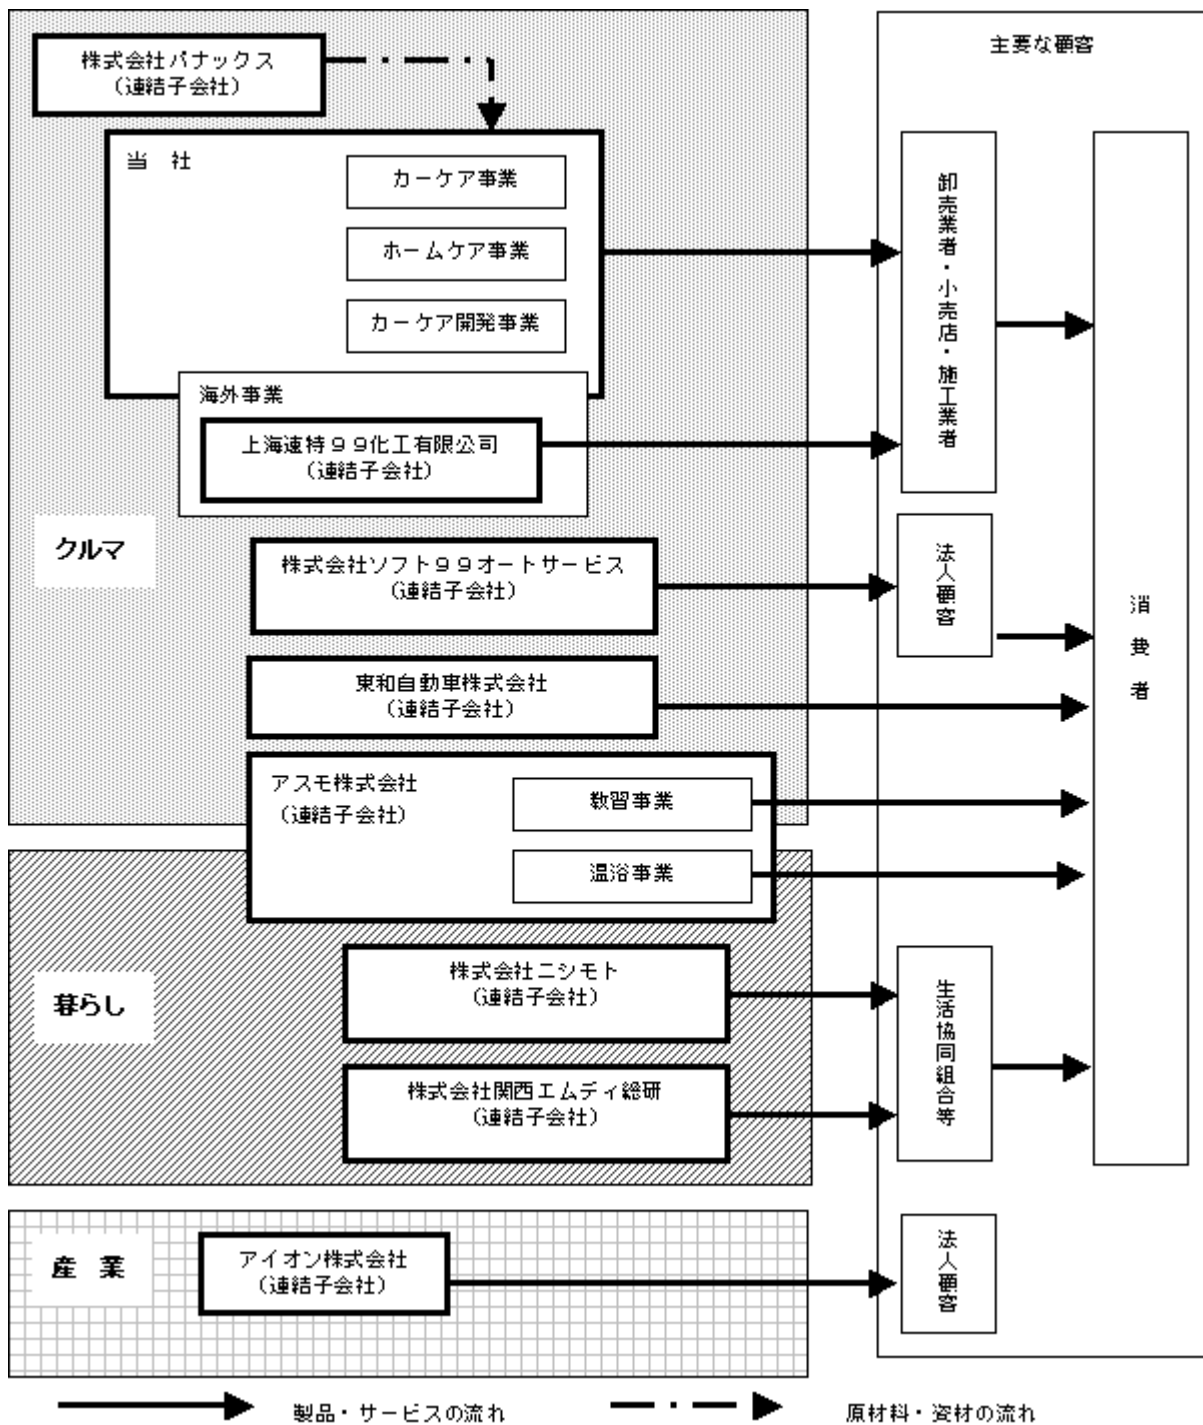 主要な顧客
株式会社パナックス
（連結子会社）
当　社
カーケア事業
ホームケア事業
カーケア開発事業
海外事業
上海速特９９化工有限公司
（連結子会社）
卸売業者・小売店・施工業者
クルマ
株式会社ソフト９９オートサービス
（連結子会社）
法人顧客
消費者
東和自動車株式会社
（連結子会社）
アスモ株式会社
（連結子会社）
教習事業
温浴事業
暮らし
株式会社ニシモト
（連結子会社）
株式会社関西エムディ総研
（連結子会社）
生活協同組合等
産　業
アイオン株式会社
（連結子会社）
法人顧客
製品・サービスの流れ
原材料・資材の流れ